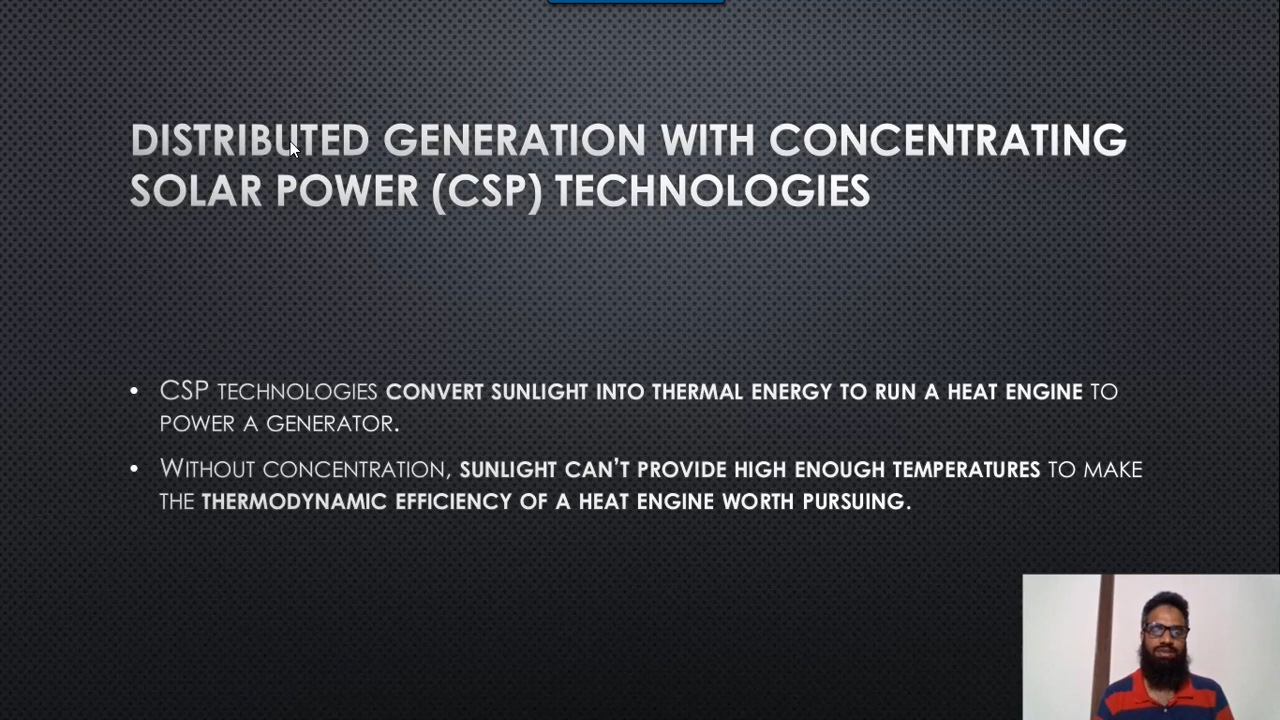 DISTRIBUTED GENERATION WITH CONCENTRATING
SOLAR POWER (CSP) TECHNOLOGIES
• CSP TECHNOLOGIES CONVERT SUNLIGHT INTO THERMAL ENERGY TO RUN A HEAT ENGINE TO
POWER A GENERATOR.
• WITHOUT CONCENTRATION, SUNLIGHT CAN’T PROVIDE HIGH ENOUGH TEMPERATURES TO MAKE
THE THERMODYNAMIC EFFICIENCY OF A HEAT ENGINE WORTH PURSUING.